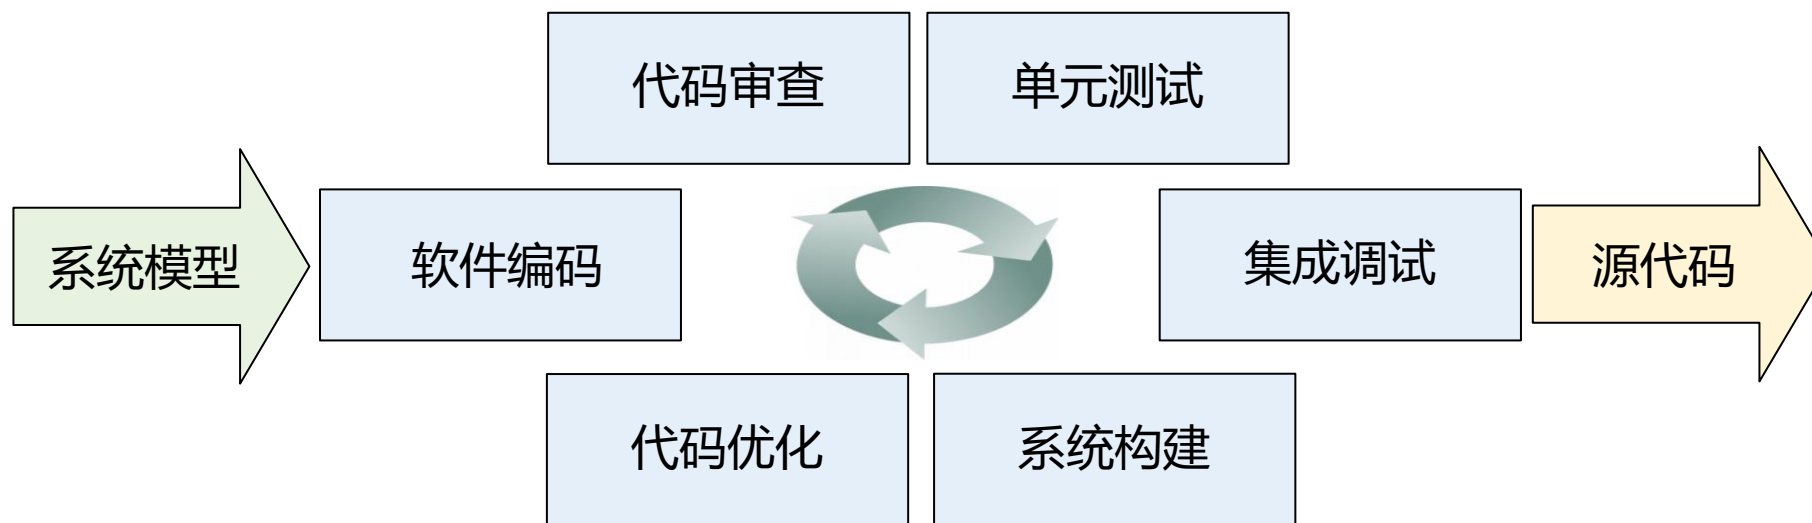 代码审查
单元测试
系统模型
软件编码
集成调试
源代码
代码优化
系统构建